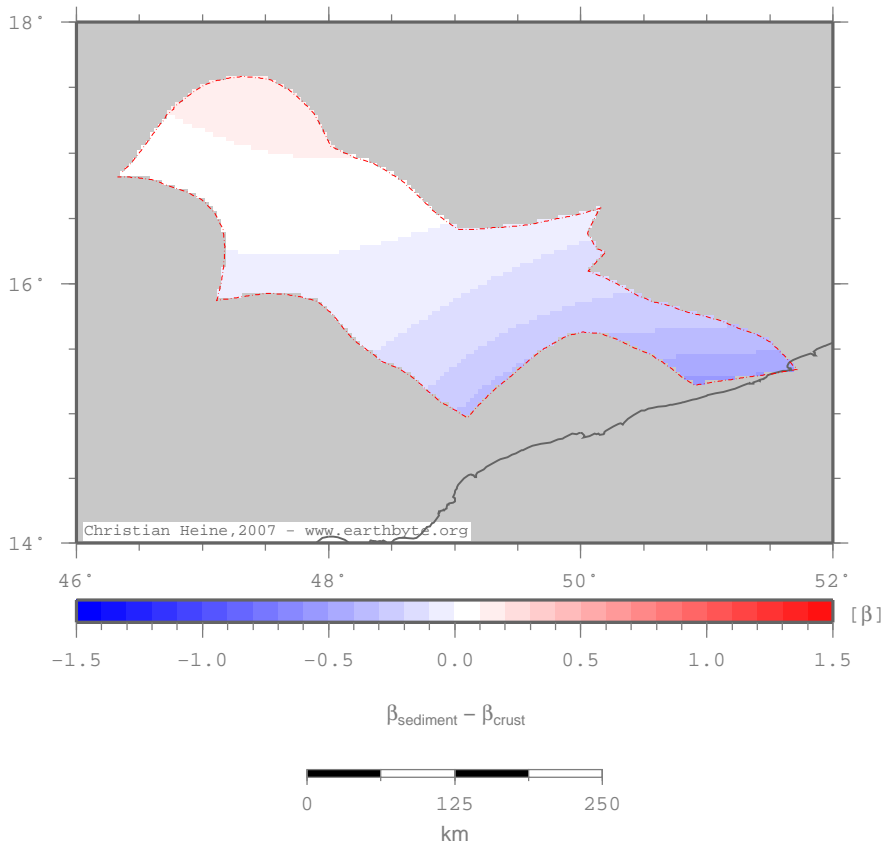 18°
16°
14°
Christian Heine,2007 - www.earthbyte.org
46° 48° 50° 52°
[β]
-1.5 -1.0 -0.5 0.0 0.5 1.0 1.5
βsediment − βcrust
0 125 250
km